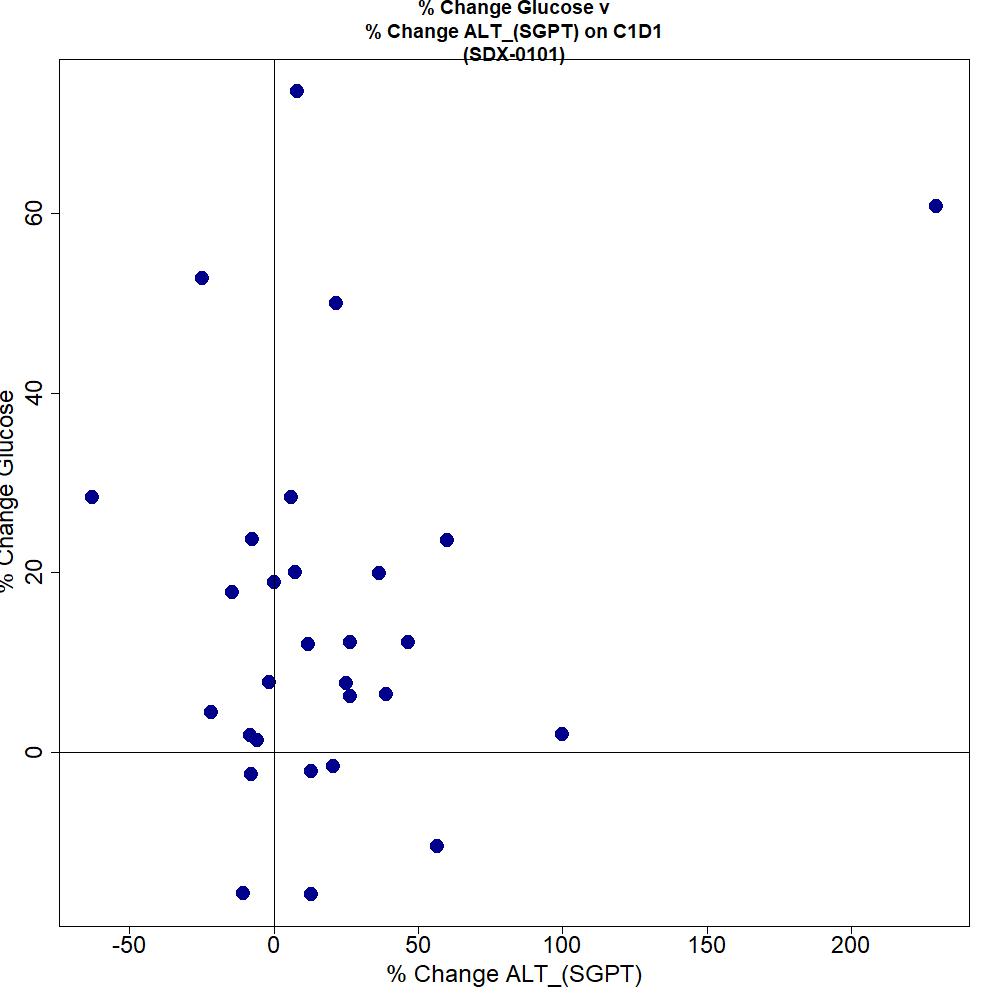 % Change Glucose v
% Change ALT_(SGPT) on C1D1
(SDX-0101)
% Change Glucose
60
40
20
0
-50
0
50
100
150
200
% Change ALT_(SGPT)